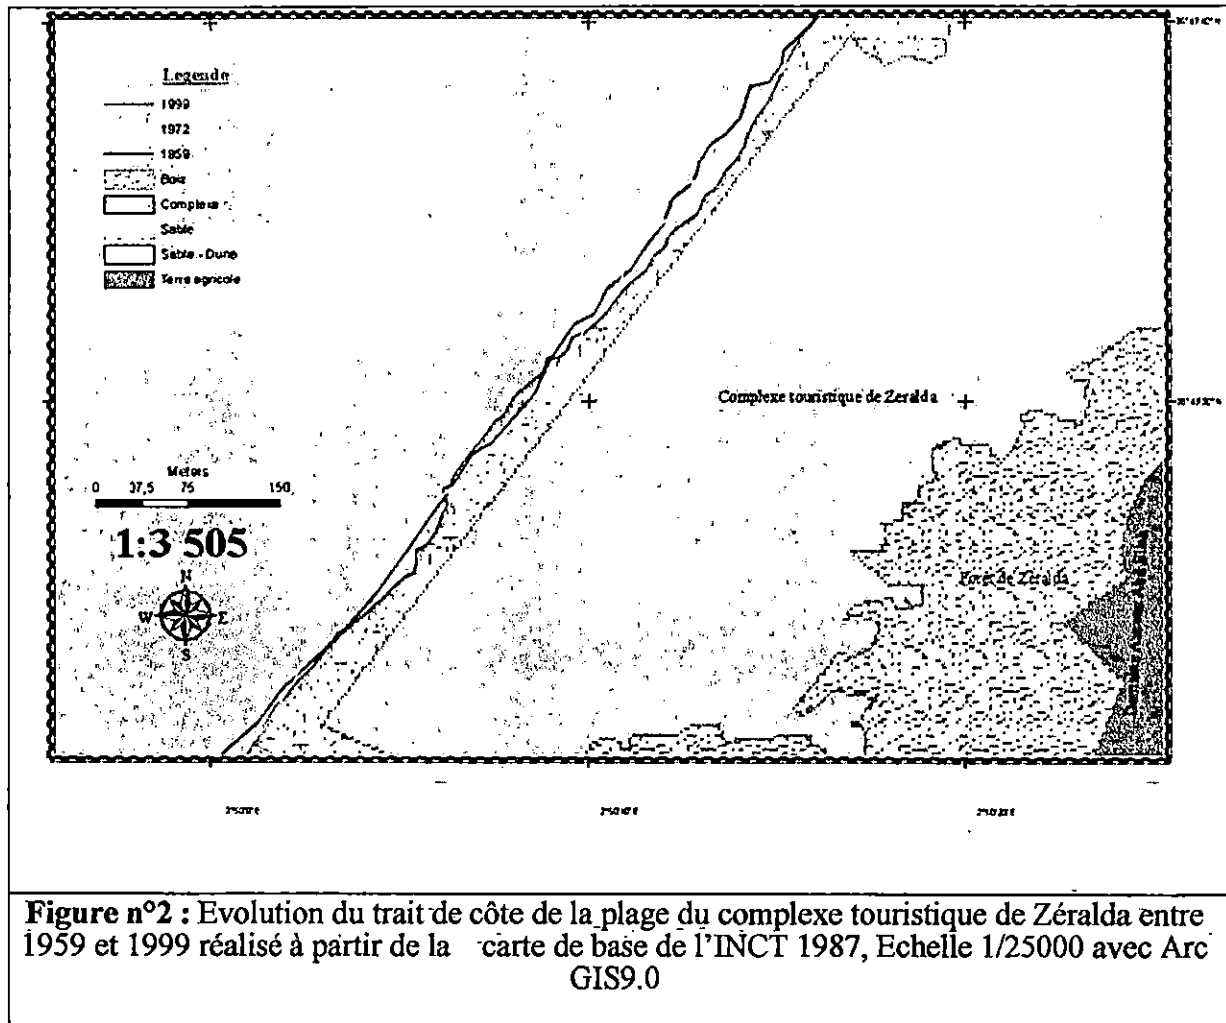 Legende
1999
1972
1959
Bois
Complexe
Sable
Sable - Dune
Terre agricole
Complexe touristique de Zeralda
Meters
0 37,5 75 150
1:3 505
N
W E
S
Foret de Zéralda
Figure n°2 : Evolution du trait de côte de la plage du complexe touristique de Zéralda entre
1959 et 1999 réalisé à partir de la carte de base de l'INCT 1987, Echelle 1/25000 avec Arc
GIS9.0